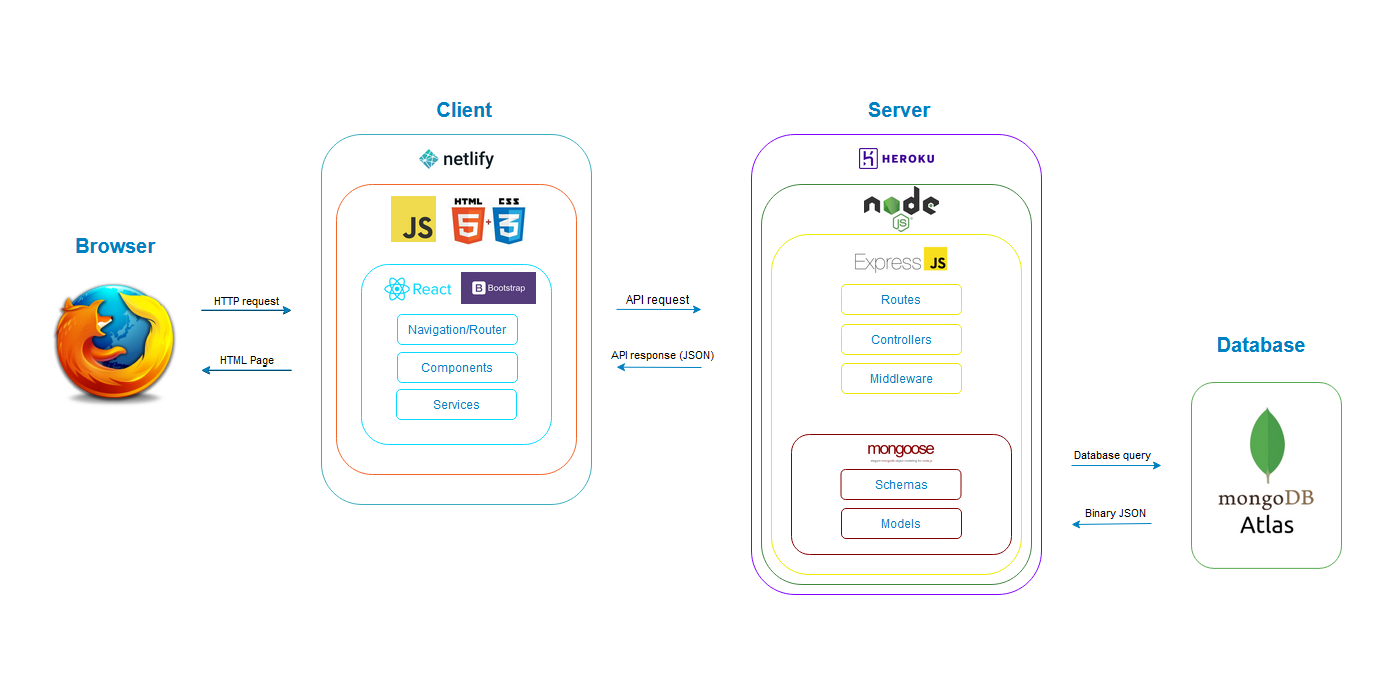 Client
Server
netlify
HEROKU
JS
HTML
CSS
5
+
3
node
JS
Browser
Express JS
React
B Bootstrap
HTTP request
HTML Page
Navigation/Router
Components
Services
API request
API response (JSON)
Routes
Controllers
Middleware
mongoose
Schemas
Models
Database query
Binary JSON
Database
mongoDB
Atlas